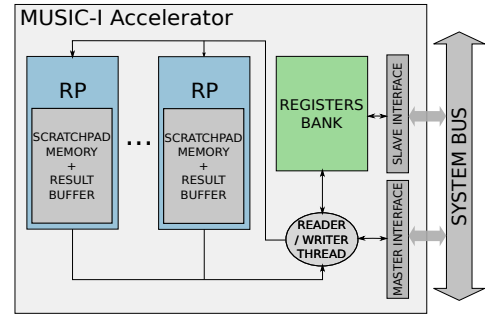 MUSIC-I Accelerator
RP
SCRATCHPAD
MEMORY
+
RESULT
BUFFER
...
RP
SCRATCHPAD
MEMORY
+
RESULT
BUFFER
REGISTERS
BANK
READER
/ WRITER
THREAD
SLAVE INTERFACE
MASTER INTERFACE
SYSTEM BUS